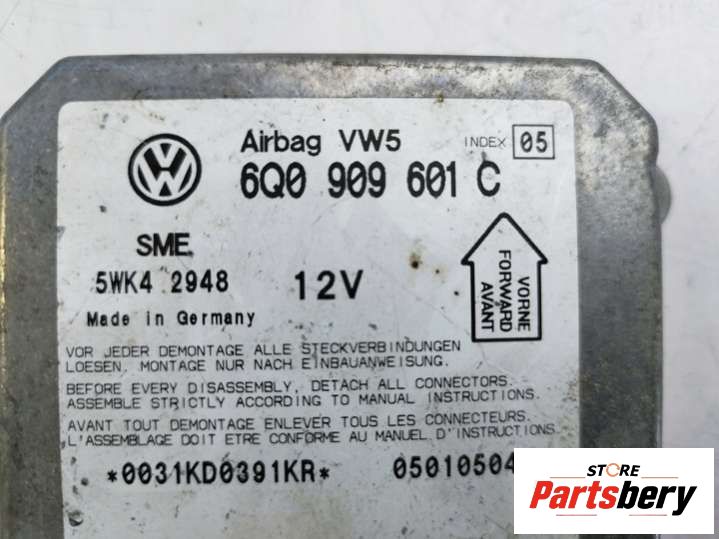 Airbag VW5 INDEX 05
6Q0 909 601 C
SME
5WK4 2948 12V
Made in Germany
VORNE
FORWARD
AVANT
VOR JEDER DEMONTAGE ALLE STECKVERBINDUNGEN
LOESEN. MONTAGE NUR NACH EINBAUANWEISUNG.
BEFORE EVERY DISASSEMBLY, DETACH ALL CONNECTORS.
ASSEMBLE STRICTLY ACCORDING TO MANUAL INSTRUCTIONS.
AVANT TOUT DEMONTAGE ENLEVER TOUS LES CONNECTEURS.
L'ASSEMBLAGE DOIT ETRE CONFORME AU MANUEL D'INSTRUCTIONS
*0031KD0391KR*
STORE
Partsbery